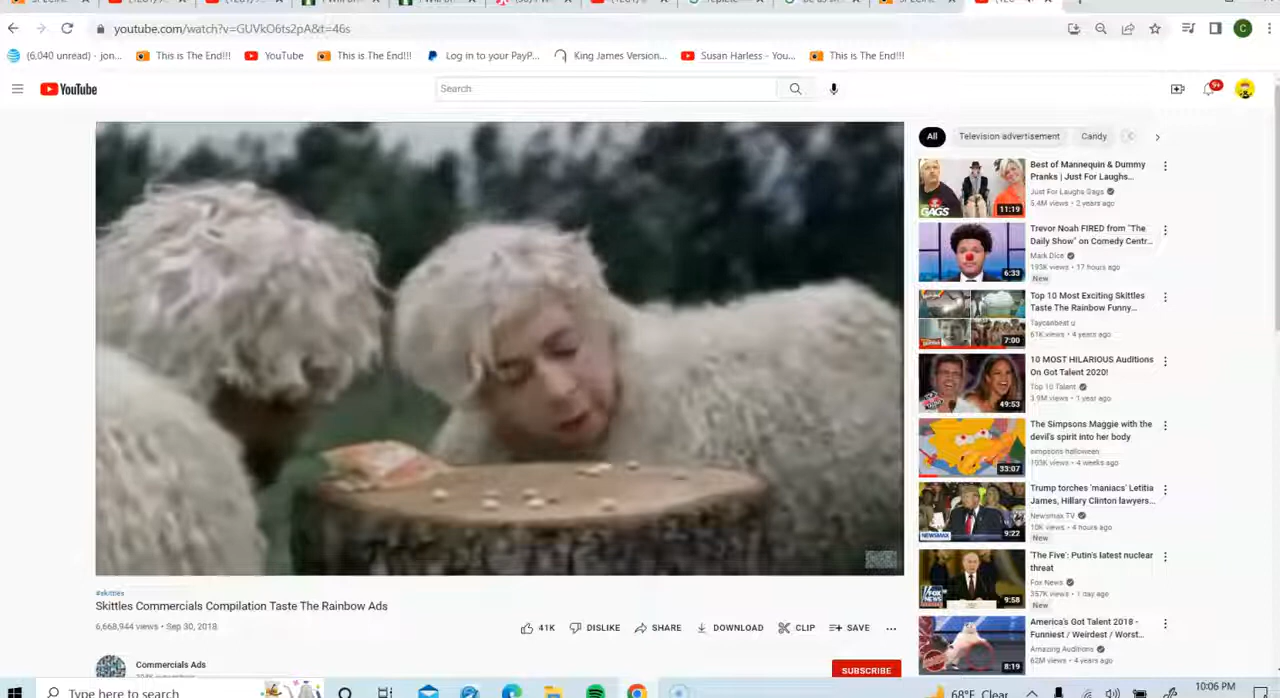 youtube.com/watch?v=GUVkO6ts2pA&t=46s
(6,040 unread) - jon...
This is The End!!!
YouTube
This is The End!!!
Log in to your PayP...
King James Version...
Susan Harless - You...
This is The End!!!
YouTube
Search
9+
All
Television advertisement
Candy
GAGS
11:19
Best of Mannequin & Dummy
Pranks | Just For Laughs...
Just For Laughs Gags
5.4M views • 2 years ago
6:33
Trevor Noah FIRED from "The
Daily Show" on Comedy Centr...
Mark Dice
193K views • 17 hours ago
New
7:00
Top 10 Most Exciting Skittles
Taste The Rainbow Funny...
Taycanbeat u
61K views • 4 years ago
49:53
10 MOST HILARIOUS Auditions
On Got Talent 2020!
Top 10 Talent
3.9M views • 1 year ago
33:07
The Simpsons Maggie with the
devil's spirit into her body
simpsons halloween
103K views • 4 weeks ago
NEWSMAX
9:22
Trump torches 'maniacs' Letitia
James, Hillary Clinton lawyers...
Newsmax TV
10K views • 4 hours ago
New
FOX NEWS
9:58
'The Five': Putin's latest nuclear
threat
Fox News
357K views • 1 day ago
New
8:19
America's Got Talent 2018 -
Funniest / Weirdest / Worst...
Amazing Auditions
62M views • 4 years ago
#skittles
Skittles Commercials Compilation Taste The Rainbow Ads
6,668,944 views • Sep 30, 2018
41K
DISLIKE
SHARE
DOWNLOAD
CLIP
SAVE
Commercials Ads
SUBSCRIBE
Type here to search
68°F Clear
10:06 PM